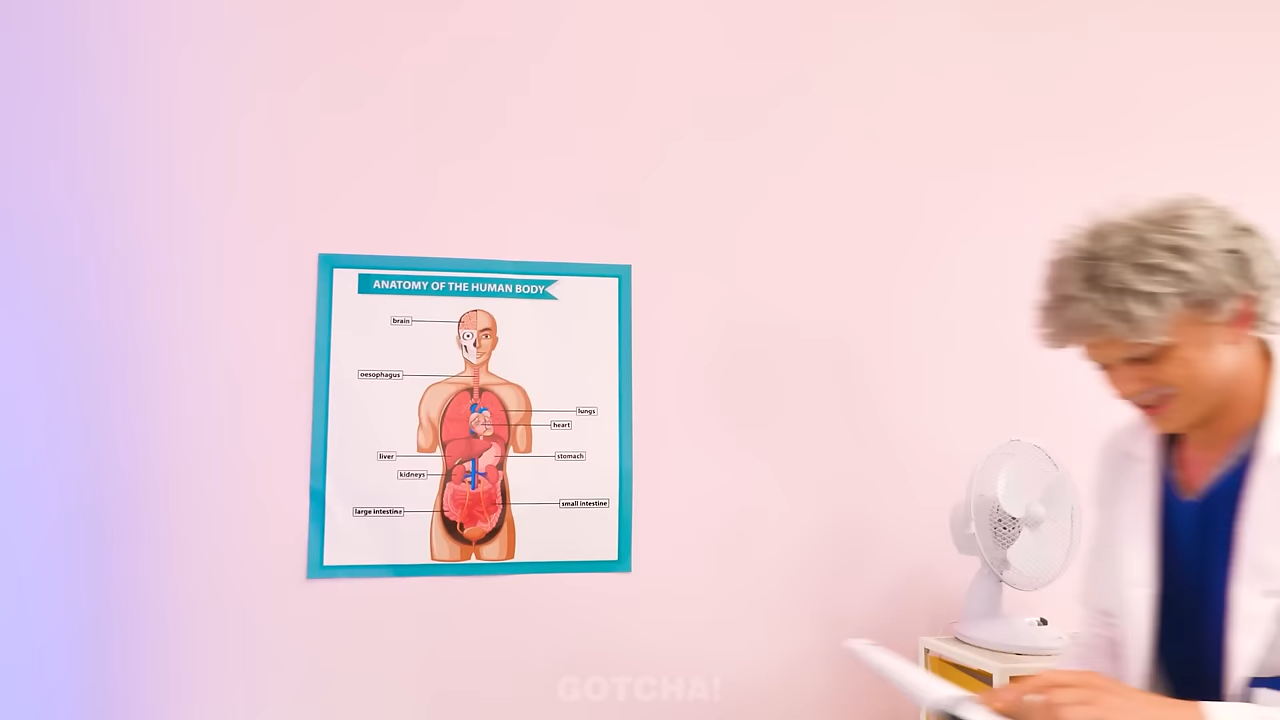 ANATOMY OF THE HUMAN BODY
brain
oesophagus
lungs
heart
liver
stomach
kidneys
small intestine
large intestine
GOTCHA!